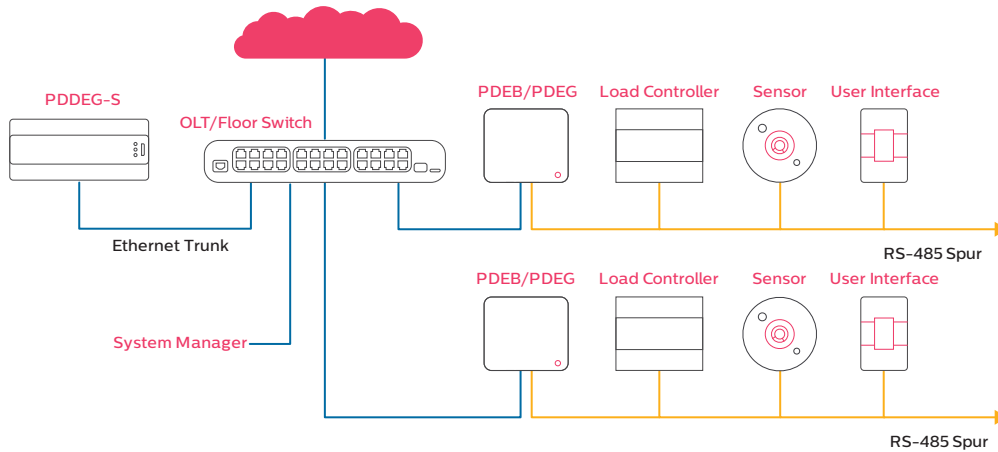 PDDEG-S
OLT/Floor Switch
PDEB/PDEG
Load Controller
Sensor
User Interface
Ethernet Trunk
RS-485 Spur
PDEB/PDEG
Load Controller
Sensor
User Interface
System Manager
RS-485 Spur